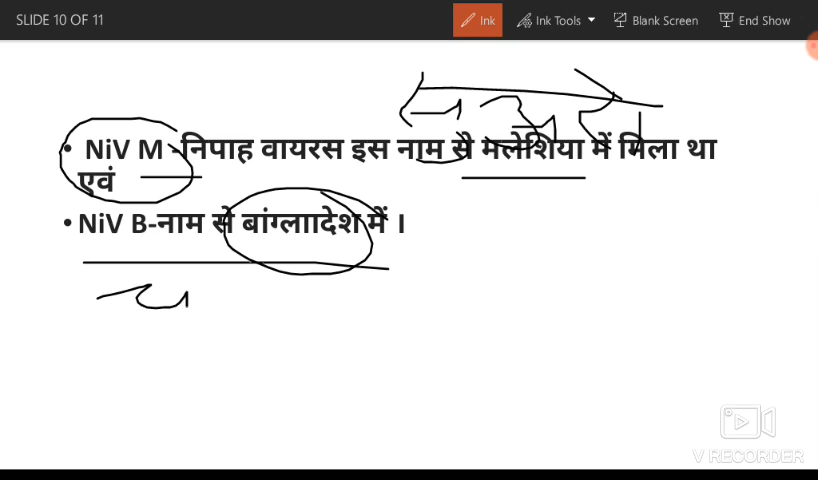 SLIDE 10 OF 11
Ink
Ink Tools
Blank Screen
End Show
• NiV M -निपाह वायरस इस नाम से मलेशिया में मिला था
एवं
• NiV B-नाम से बांग्लाादेश में ।
V RECORDER